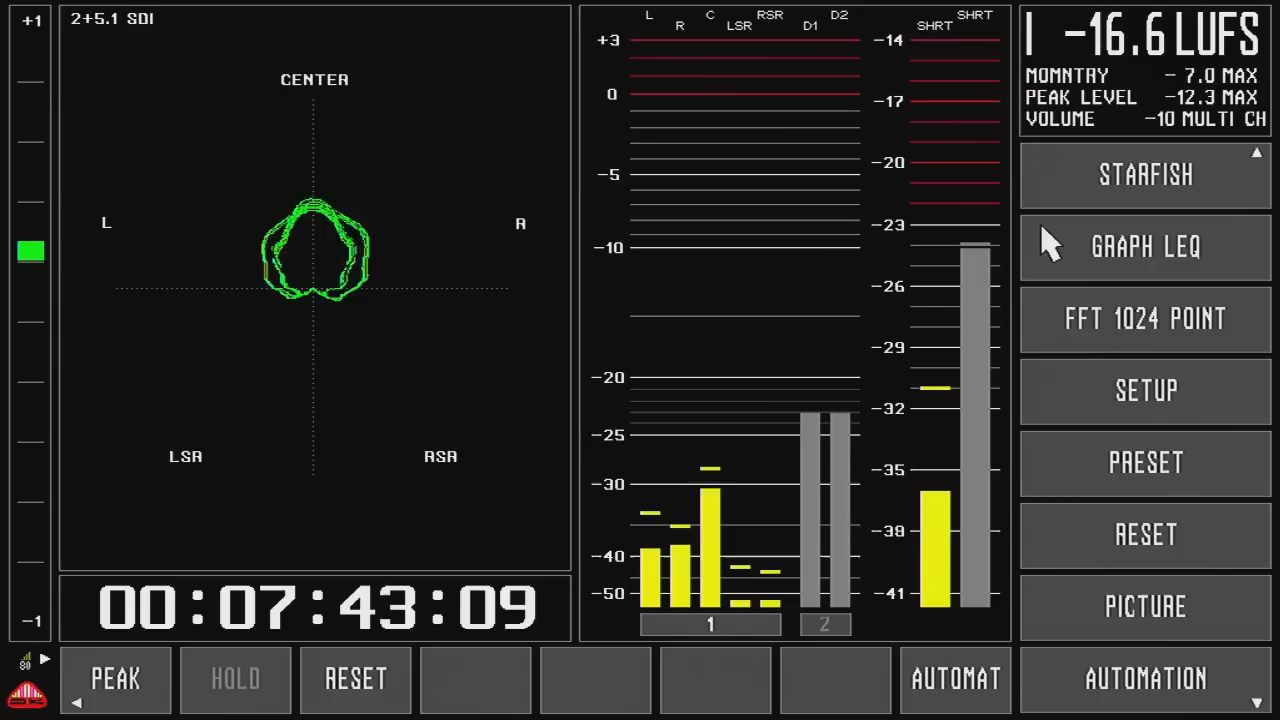 +1
2+5.1 SDI
CENTER
L
R
LSR
RSR
-1
00:07:43:09
L R C LSR RSR D1 D2
+3
0
-5
-10
-20
-25
-30
-40
-50
1
2
SHRT SHRT
-14
-17
-20
-23
-26
-29
-32
-35
-38
-41
I -16.6 LUFS
MOMNTRY - 7.0 MAX
PEAK LEVEL -12.3 MAX
VOLUME -10 MULTI CH
STARFISH
GRAPH LEQ
FFT 1024 POINT
SETUP
PRESET
RESET
PICTURE
AUTOMATION
80
PEAK
HOLD
RESET
AUTOMAT